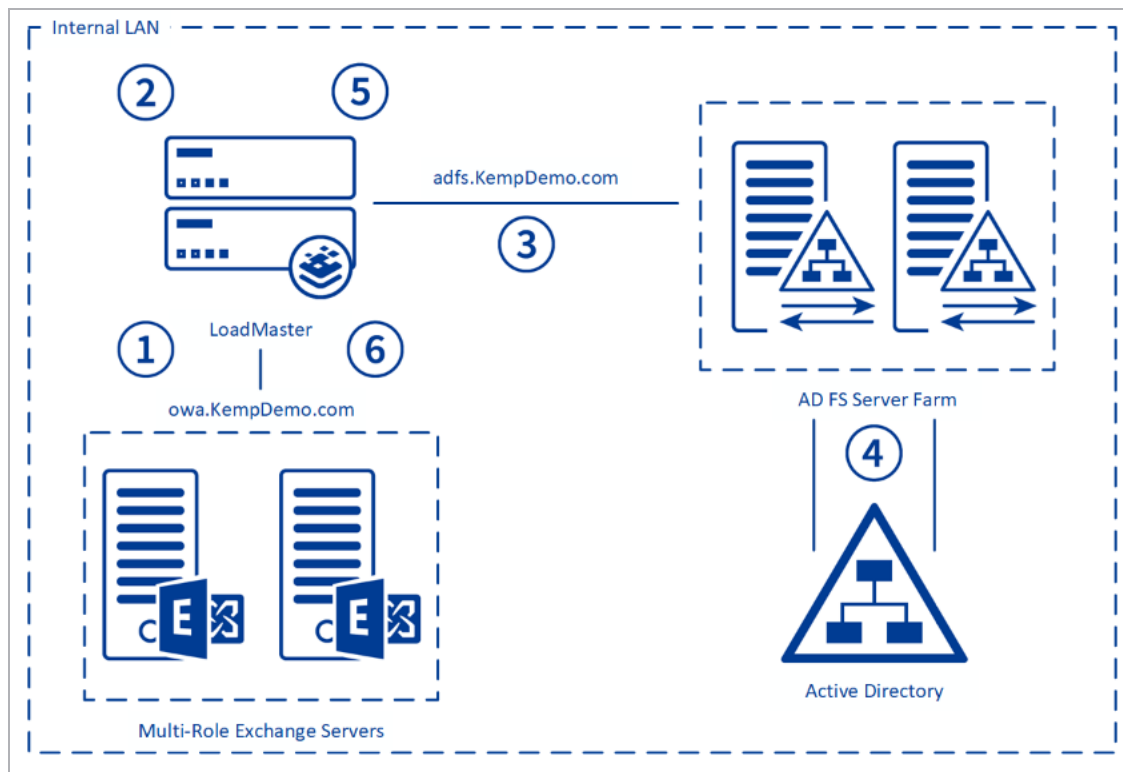 Internal LAN
2
5
adfs.KempDemo.com
3
LoadMaster
1
6
owa.KempDemo.com
AD FS Server Farm
4
E
E
Active Directory
Multi-Role Exchange Servers